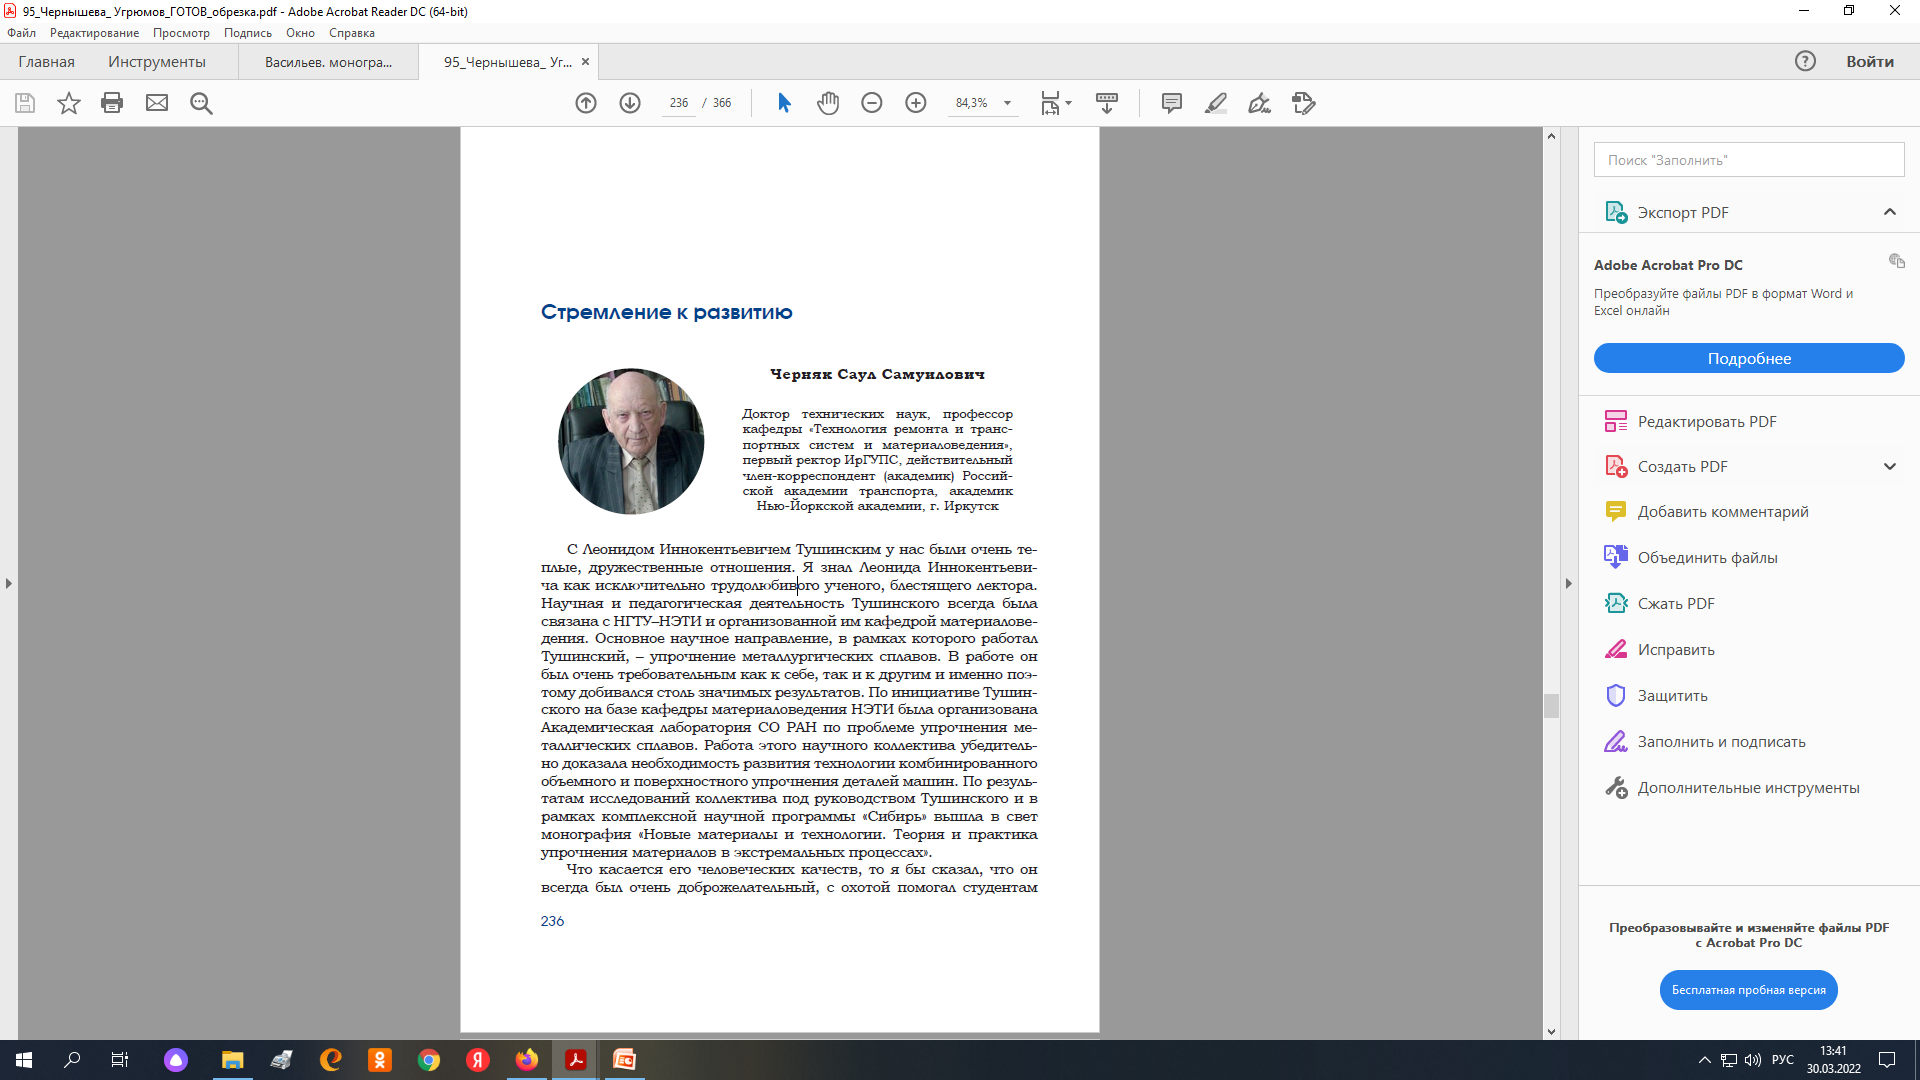 95_Чернышева_ Угрюмов_ГОТОВ_обрезка.pdf - Adobe Acrobat Reader DC (64-bit)
Файл Редактирование Просмотр Подпись Окно Справка
Главная Инструменты Васильев. моногра... 95_Чернышева_ Уг... ×
? Войти
236 / 366 84,3%
Стремление к развитию
Черняк Саул Самуилович
Доктор технических наук, профессор
кафедры «Технология ремонта и транс-
портных систем и материаловедения»,
первый ректор ИрГУПС, действительный
член-корреспондент (академик) Россий-
ской академии транспорта, академик
Нью-Йоркской академии, г. Иркутск
С Леонидом Иннокентьевичем Тушинским у нас были очень те-
плые, дружественные отношения. Я знал Леонида Иннокентьеви-
ча как исключительно трудолюбивого ученого, блестящего лектора.
Научная и педагогическая деятельность Тушинского всегда была
связана с НГТУ–НЭТИ и организованной им кафедрой материалове-
дения. Основное научное направление, в рамках которого работал
Тушинский, – упрочнение металлургических сплавов. В работе он
был очень требовательным как к себе, так и к другим и именно поэ-
тому добивался столь значимых результатов. По инициативе Тушин-
ского на базе кафедры материаловедения НЭТИ была организована
Академическая лаборатория СО РАН по проблеме упрочнения ме-
таллических сплавов. Работа этого научного коллектива убедитель-
но доказала необходимость развития технологии комбинированного
объемного и поверхностного упрочнения деталей машин. По резуль-
татам исследований коллектива под руководством Тушинского и в
рамках комплексной научной программы «Сибирь» вышла в свет
монография «Новые материалы и технологии. Теория и практика
упрочнения материалов в экстремальных процессах».
Что касается его человеческих качеств, то я бы сказал, что он
всегда был очень доброжелательный, с охотой помогал студентам
236
Поиск "Заполнить"
Экспорт PDF
Adobe Acrobat Pro DC
Преобразуйте файлы PDF в формат Word и
Excel онлайн
Подробнее
Редактировать PDF
Создать PDF
Добавить комментарий
Объединить файлы
Сжать PDF
Исправить
Защитить
Заполнить и подписать
Дополнительные инструменты
Преобразовывайте и изменяйте файлы PDF
с Acrobat Pro DC
Бесплатная пробная версия
РУС
13:41
30.03.2022